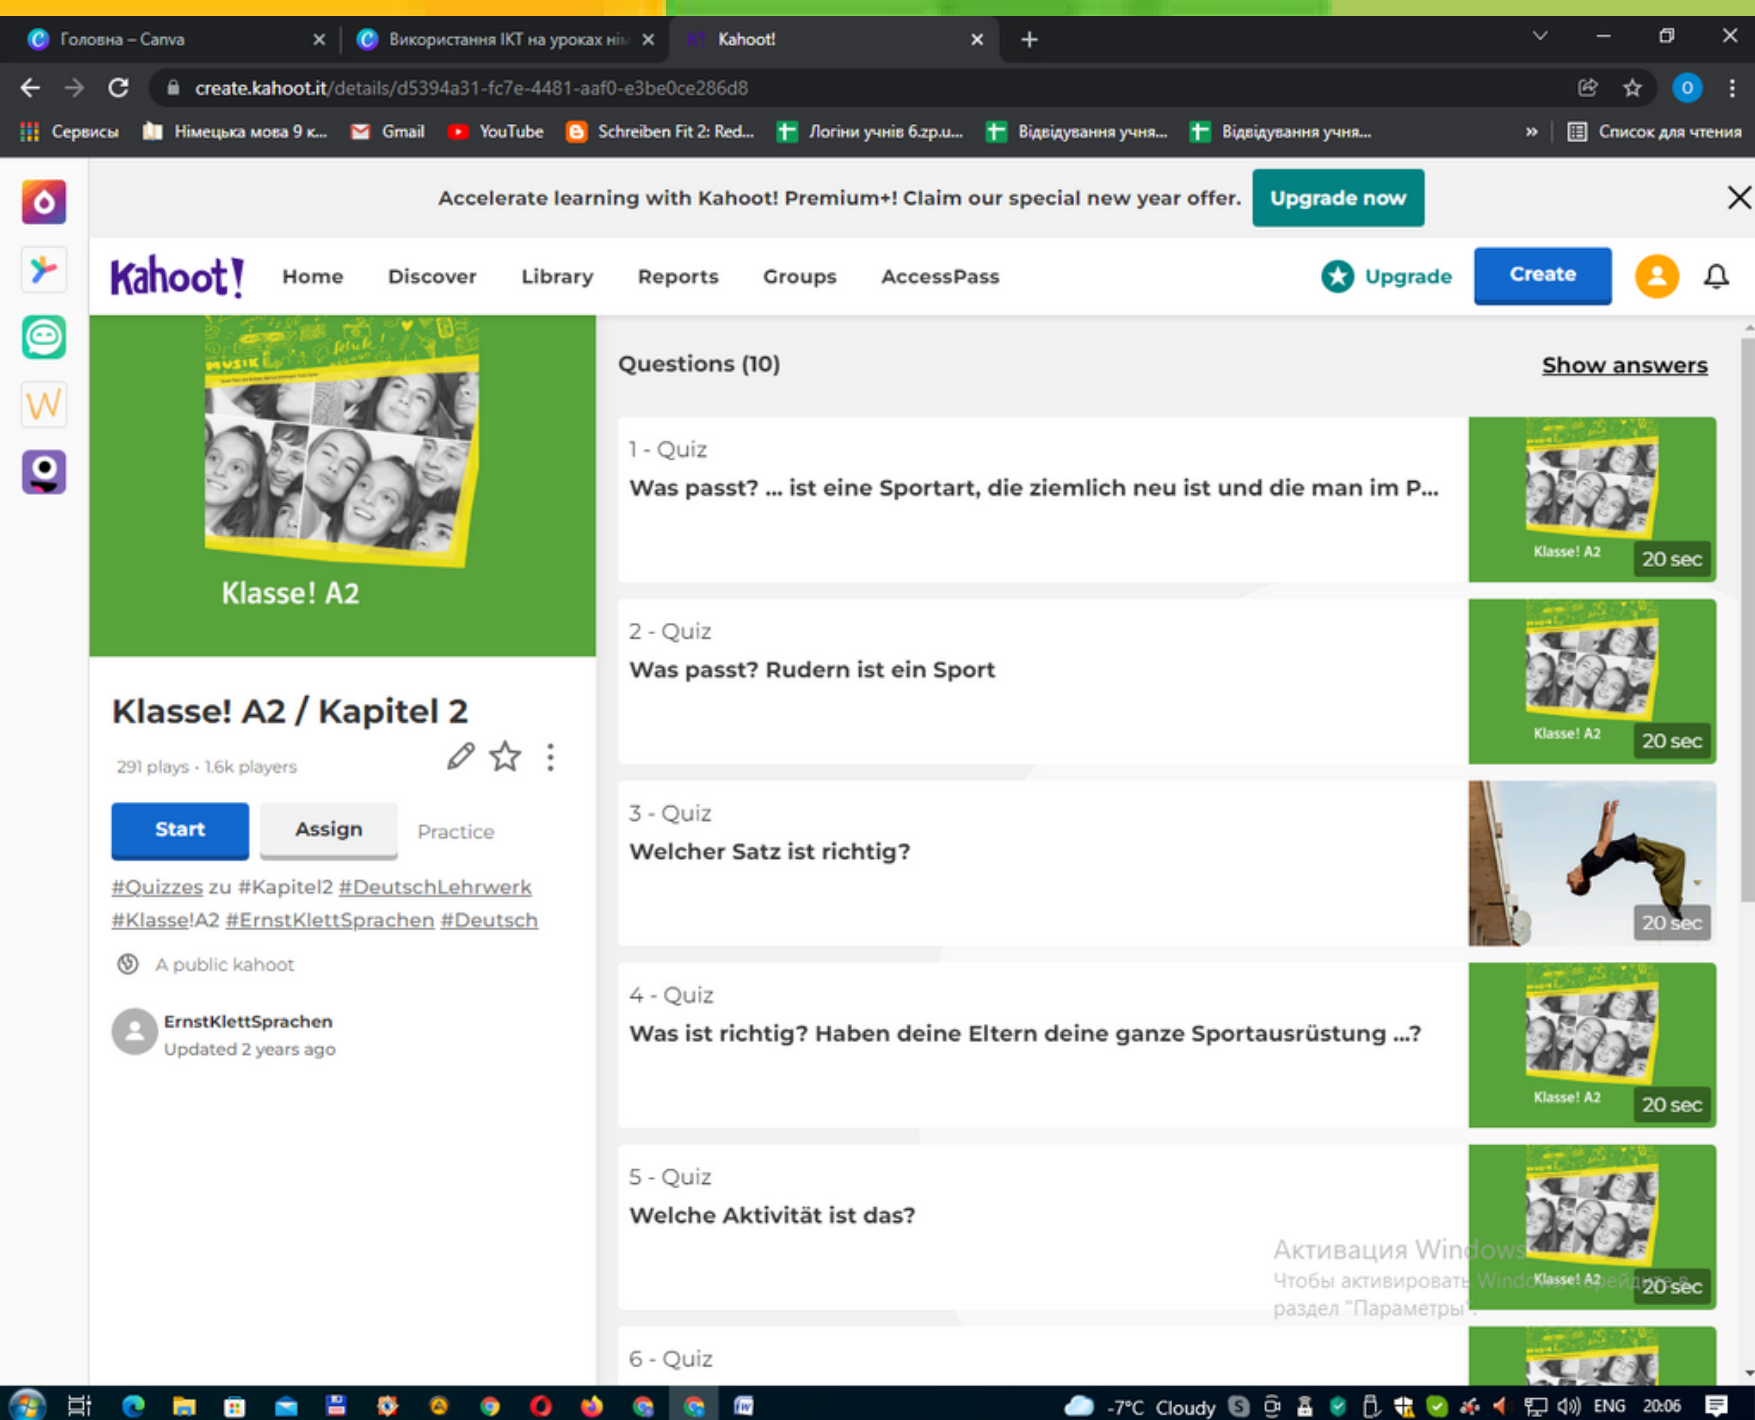 Головна – Canva
Використання ІКТ на уроках нім
Kahoot!
create.kahoot.it/details/d5394a31-fc7e-4481-aaf0-e3be0ce286d8
Сервисы
Німецька мова 9 к...
Gmail
YouTube
Schreiben Fit 2: Red...
Логіни учнів 6.zp.u...
Відвідування учня...
Відвідування учня...
»
Список для чтения
Accelerate learning with Kahoot! Premium+! Claim our special new year offer.
Upgrade now
Kahoot!
Home
Discover
Library
Reports
Groups
AccessPass
Upgrade
Create
MUSIK
Klasse! A2
Klasse! A2 / Kapitel 2
291 plays · 1.6k players
Start
Assign
Practice
#Quizzes zu #Kapitel2 #DeutschLehrwerk
#Klasse!A2 #ErnstKlettSprachen #Deutsch
A public kahoot
ErnstKlettSprachen
Updated 2 years ago
Questions (10)
Show answers
1 - Quiz
Was passt? ... ist eine Sportart, die ziemlich neu ist und die man im P...
Klasse! A2
20 sec
2 - Quiz
Was passt? Rudern ist ein Sport
Klasse! A2
20 sec
3 - Quiz
Welcher Satz ist richtig?
20 sec
4 - Quiz
Was ist richtig? Haben deine Eltern deine ganze Sportausrüstung ...?
Klasse! A2
20 sec
5 - Quiz
Welche Aktivität ist das?
Klasse! A2
20 sec
Активация Windows
Чтобы активировать Windows, перейдите в
раздел "Параметры".
6 - Quiz
-7°C Cloudy
ENG
20:06